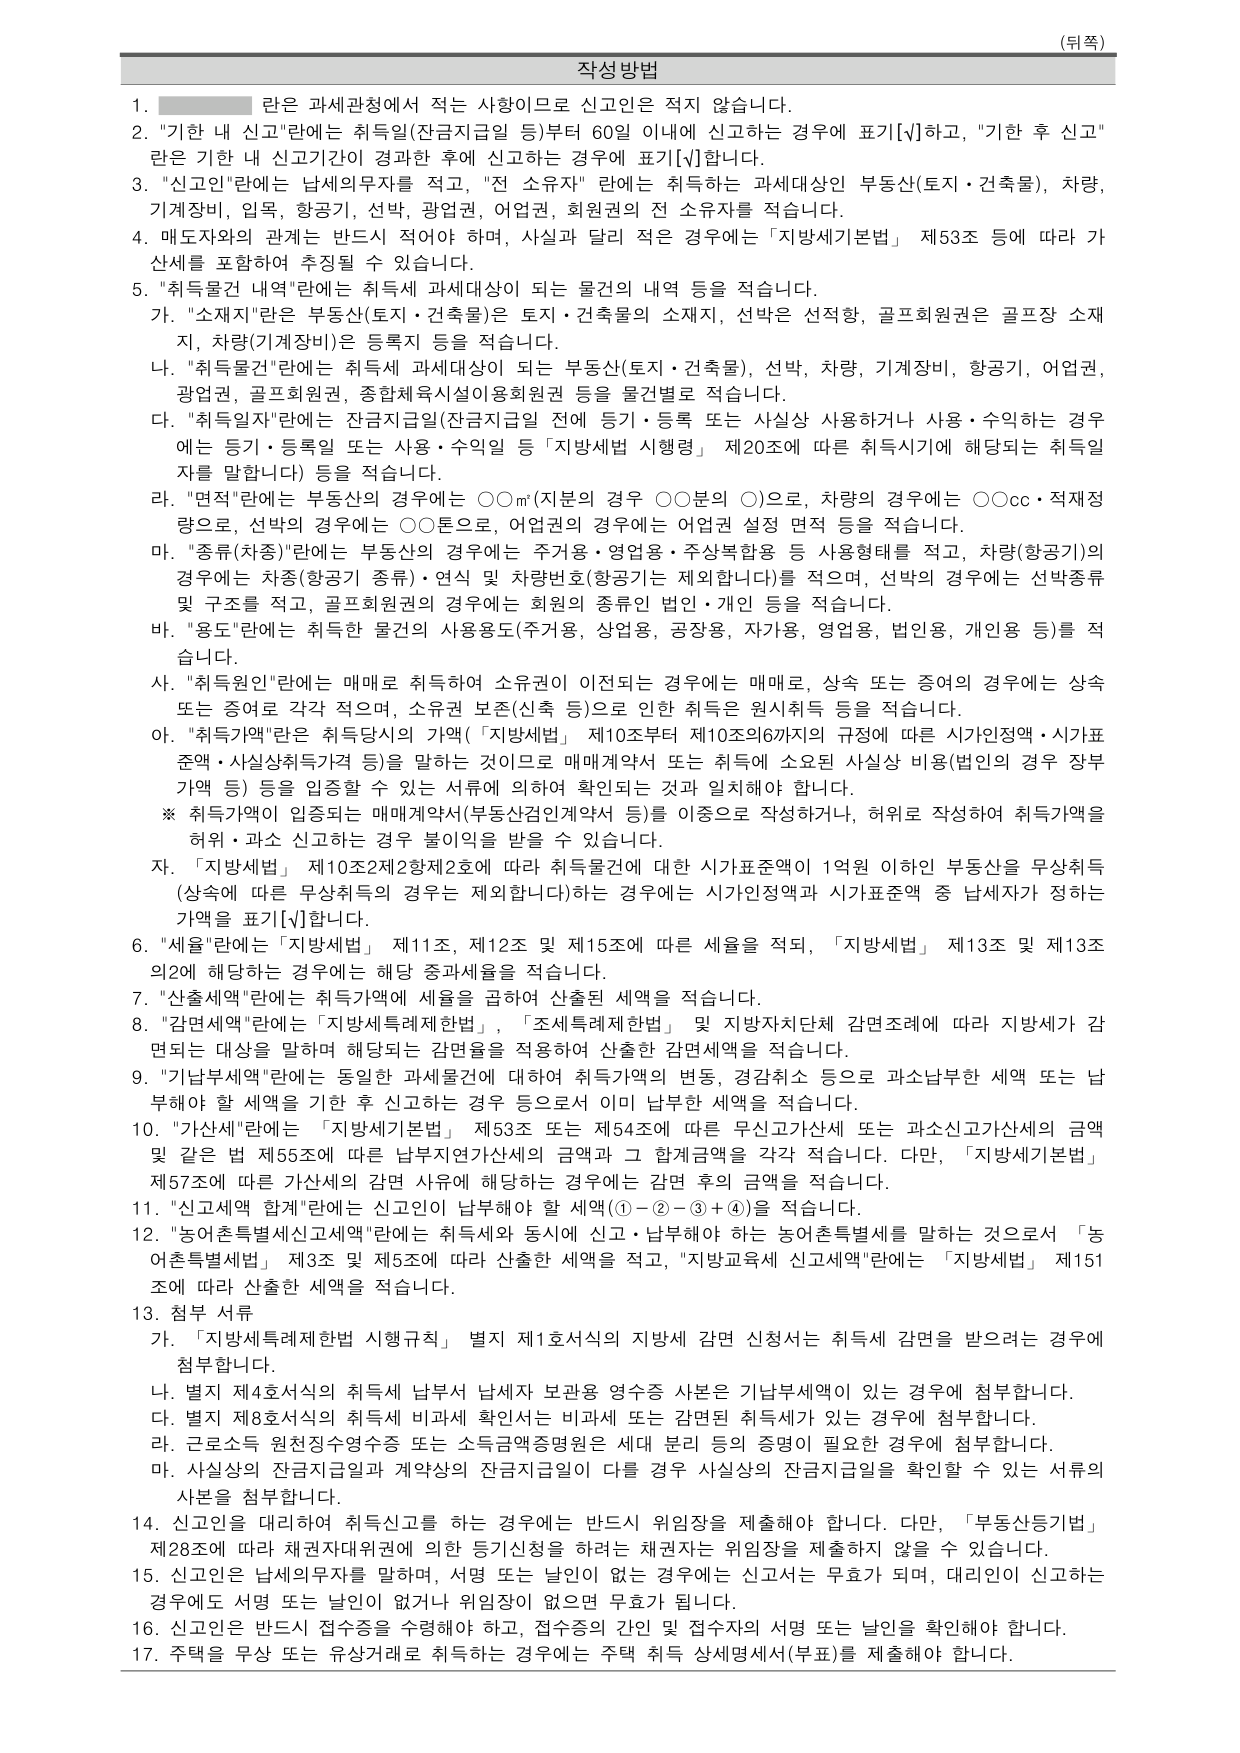 (뒤쪽)
작성방법
1. 란은 과세관청에서 적는 사항이므로 신고인은 적지 않습니다.
2. "기한 내 신고"란에는 취득일(잔금지급일 등)부터 60일 이내에 신고하는 경우에 표기[√]하고, "기한 후 신고"
란은 기한 내 신고기간이 경과한 후에 신고하는 경우에 표기[√]합니다.
3. "신고인"란에는 납세의무자를 적고, "전 소유자" 란에는 취득하는 과세대상인 부동산(토지ㆍ건축물), 차량,
기계장비, 입목, 항공기, 선박, 광업권, 어업권, 회원권의 전 소유자를 적습니다.
4. 매도자와의 관계는 반드시 적어야 하며, 사실과 달리 적은 경우에는「지방세기본법」 제53조 등에 따라 가
산세를 포함하여 추징될 수 있습니다.
5. "취득물건 내역"란에는 취득세 과세대상이 되는 물건의 내역 등을 적습니다.
가. "소재지"란은 부동산(토지ㆍ건축물)은 토지ㆍ건축물의 소재지, 선박은 선적항, 골프회원권은 골프장 소재
지, 차량(기계장비)은 등록지 등을 적습니다.
나. "취득물건"란에는 취득세 과세대상이 되는 부동산(토지ㆍ건축물), 선박, 차량, 기계장비, 항공기, 어업권,
광업권, 골프회원권, 종합체육시설이용회원권 등을 물건별로 적습니다.
다. "취득일자"란에는 잔금지급일(잔금지급일 전에 등기ㆍ등록 또는 사실상 사용하거나 사용ㆍ수익하는 경우
에는 등기ㆍ등록일 또는 사용ㆍ수익일 등「지방세법 시행령」 제20조에 따른 취득시기에 해당되는 취득일
자를 말합니다) 등을 적습니다.
라. "면적"란에는 부동산의 경우에는 ○○㎡(지분의 경우 ○○분의 ○)으로, 차량의 경우에는 ○○ccㆍ적재정
량으로, 선박의 경우에는 ○○톤으로, 어업권의 경우에는 어업권 설정 면적 등을 적습니다.
마. "종류(차종)"란에는 부동산의 경우에는 주거용ㆍ영업용ㆍ주상복합용 등 사용형태를 적고, 차량(항공기)의
경우에는 차종(항공기 종류)ㆍ연식 및 차량번호(항공기는 제외합니다)를 적으며, 선박의 경우에는 선박종류
및 구조를 적고, 골프회원권의 경우에는 회원의 종류인 법인ㆍ개인 등을 적습니다.
바. "용도"란에는 취득한 물건의 사용용도(주거용, 상업용, 공장용, 자가용, 영업용, 법인용, 개인용 등)를 적
습니다.
사. "취득원인"란에는 매매로 취득하여 소유권이 이전되는 경우에는 매매로, 상속 또는 증여의 경우에는 상속
또는 증여로 각각 적으며, 소유권 보존(신축 등)으로 인한 취득은 원시취득 등을 적습니다.
아. "취득가액"란은 취득당시의 가액(「지방세법」 제10조부터 제10조의6까지의 규정에 따른 시가인정액ㆍ시가표
준액ㆍ사실상취득가격 등)을 말하는 것이므로 매매계약서 또는 취득에 소요된 사실상 비용(법인의 경우 장부
가액 등) 등을 입증할 수 있는 서류에 의하여 확인되는 것과 일치해야 합니다.
※ 취득가액이 입증되는 매매계약서(부동산검인계약서 등)를 이중으로 작성하거나, 허위로 작성하여 취득가액을
허위ㆍ과소 신고하는 경우 불이익을 받을 수 있습니다.
자. 「지방세법」 제10조2제2항제2호에 따라 취득물건에 대한 시가표준액이 1억원 이하인 부동산을 무상취득
(상속에 따른 무상취득의 경우는 제외합니다)하는 경우에는 시가인정액과 시가표준액 중 납세자가 정하는
가액을 표기[√]합니다.
6. "세율"란에는「지방세법」 제11조, 제12조 및 제15조에 따른 세율을 적되, 「지방세법」 제13조 및 제13조
의2에 해당하는 경우에는 해당 중과세율을 적습니다.
7. "산출세액"란에는 취득가액에 세율을 곱하여 산출된 세액을 적습니다.
8. "감면세액"란에는「지방세특례제한법」, 「조세특례제한법」 및 지방자치단체 감면조례에 따라 지방세가 감
면되는 대상을 말하며 해당되는 감면율을 적용하여 산출한 감면세액을 적습니다.
9. "기납부세액"란에는 동일한 과세물건에 대하여 취득가액의 변동, 경감취소 등으로 과소납부한 세액 또는 납
부해야 할 세액을 기한 후 신고하는 경우 등으로서 이미 납부한 세액을 적습니다.
10. "가산세"란에는 「지방세기본법」 제53조 또는 제54조에 따른 무신고가산세 또는 과소신고가산세의 금액
및 같은 법 제55조에 따른 납부지연가산세의 금액과 그 합계금액을 각각 적습니다. 다만, 「지방세기본법」
제57조에 따른 가산세의 감면 사유에 해당하는 경우에는 감면 후의 금액을 적습니다.
11. "신고세액 합계"란에는 신고인이 납부해야 할 세액(①－②－③＋④)을 적습니다.
12. "농어촌특별세신고세액"란에는 취득세와 동시에 신고ㆍ납부해야 하는 농어촌특별세를 말하는 것으로서 「농
어촌특별세법」 제3조 및 제5조에 따라 산출한 세액을 적고, "지방교육세 신고세액"란에는 「지방세법」 제151
조에 따라 산출한 세액을 적습니다.
13. 첨부 서류
가. 「지방세특례제한법 시행규칙」 별지 제1호서식의 지방세 감면 신청서는 취득세 감면을 받으려는 경우에
첨부합니다.
나. 별지 제4호서식의 취득세 납부서 납세자 보관용 영수증 사본은 기납부세액이 있는 경우에 첨부합니다.
다. 별지 제8호서식의 취득세 비과세 확인서는 비과세 또는 감면된 취득세가 있는 경우에 첨부합니다.
라. 근로소득 원천징수영수증 또는 소득금액증명원은 세대 분리 등의 증명이 필요한 경우에 첨부합니다.
마. 사실상의 잔금지급일과 계약상의 잔금지급일이 다를 경우 사실상의 잔금지급일을 확인할 수 있는 서류의
사본을 첨부합니다.
14. 신고인을 대리하여 취득신고를 하는 경우에는 반드시 위임장을 제출해야 합니다. 다만, 「부동산등기법」
제28조에 따라 채권자대위권에 의한 등기신청을 하려는 채권자는 위임장을 제출하지 않을 수 있습니다.
15. 신고인은 납세의무자를 말하며, 서명 또는 날인이 없는 경우에는 신고서는 무효가 되며, 대리인이 신고하는
경우에도 서명 또는 날인이 없거나 위임장이 없으면 무효가 됩니다.
16. 신고인은 반드시 접수증을 수령해야 하고, 접수증의 간인 및 접수자의 서명 또는 날인을 확인해야 합니다.
17. 주택을 무상 또는 유상거래로 취득하는 경우에는 주택 취득 상세명세서(부표)를 제출해야 합니다.